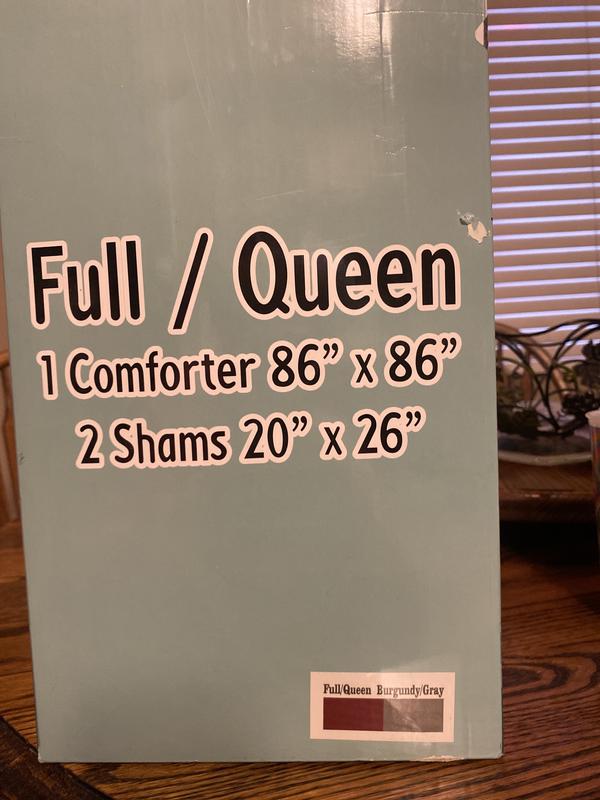 Full / Queen
1 Comforter 86” x 86”
2 Shams 20” x 26”
Full/Queen Burgundy/Gray